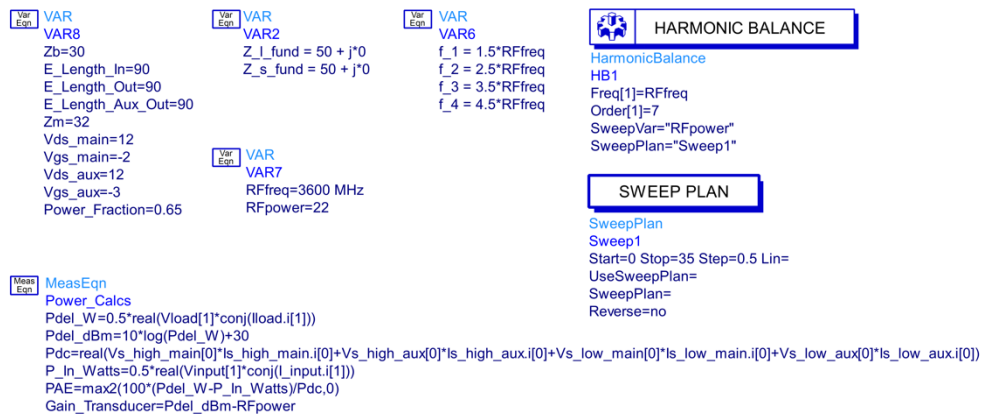 Var
Eqn
VAR
VAR8
Zb=30
E_Length_In=90
E_Length_Out=90
E_Length_Aux_Out=90
Zm=32
Vds_main=12
Vgs_main=-2
Vds_aux=12
Vgs_aux=-3
Power_Fraction=0.65
Var
Eqn
VAR
VAR2
Z_l_fund = 50 + j*0
Z_s_fund = 50 + j*0
Var
Eqn
VAR
VAR7
RFfreq=3600 MHz
RFpower=22
Var
Eqn
VAR
VAR6
f_1 = 1.5*RFfreq
f_2 = 2.5*RFfreq
f_3 = 3.5*RFfreq
f_4 = 4.5*RFfreq
HARMONIC BALANCE
HarmonicBalance
HB1
Freq[1]=RFfreq
Order[1]=7
SweepVar="RFpower"
SweepPlan="Sweep1"
SWEEP PLAN
SweepPlan
Sweep1
Start=0 Stop=35 Step=0.5 Lin=
UseSweepPlan=
SweepPlan=
Reverse=no
Meas
Eqn
MeasEqn
Power_Calcs
Pdel_W=0.5*real(Vload[1]*conj(Iload.i[1]))
Pdel_dBm=10*log(Pdel_W)+30
Pdc=real(Vs_high_main[0]*Is_high_main.i[0]+Vs_high_aux[0]*Is_high_aux.i[0]+Vs_low_main[0]*Is_low_main.i[0]+Vs_low_aux[0]*Is_low_aux.i[0])
P_In_Watts=0.5*real(Vinput[1]*conj(I_input.i[1]))
PAE=max2(100*(Pdel_W-P_In_Watts)/Pdc,0)
Gain_Transducer=Pdel_dBm-RFpower